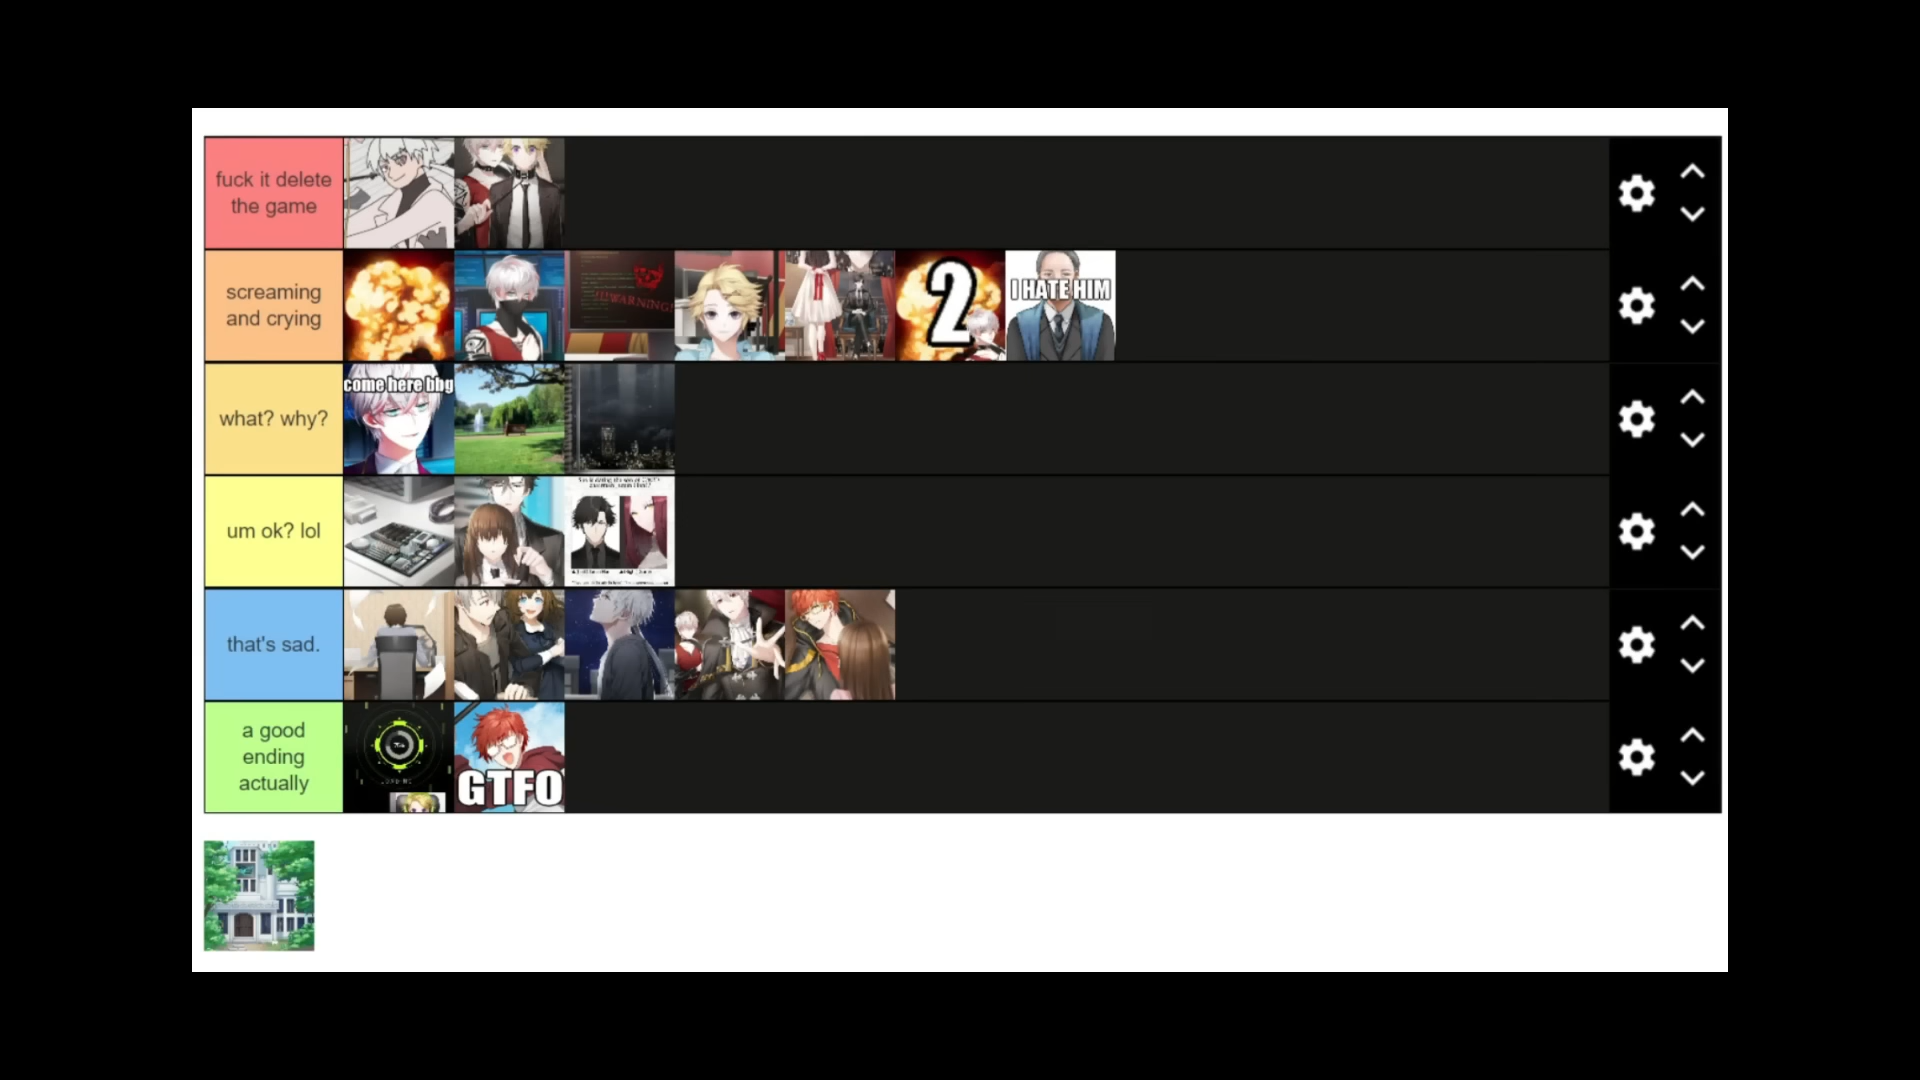 fuck it delete
the game
screaming
and crying
!!WARNING!
2
I HATE HIM
what? why?
come here bbg
um ok? lol
that's sad.
a good
ending
actually
GTFO